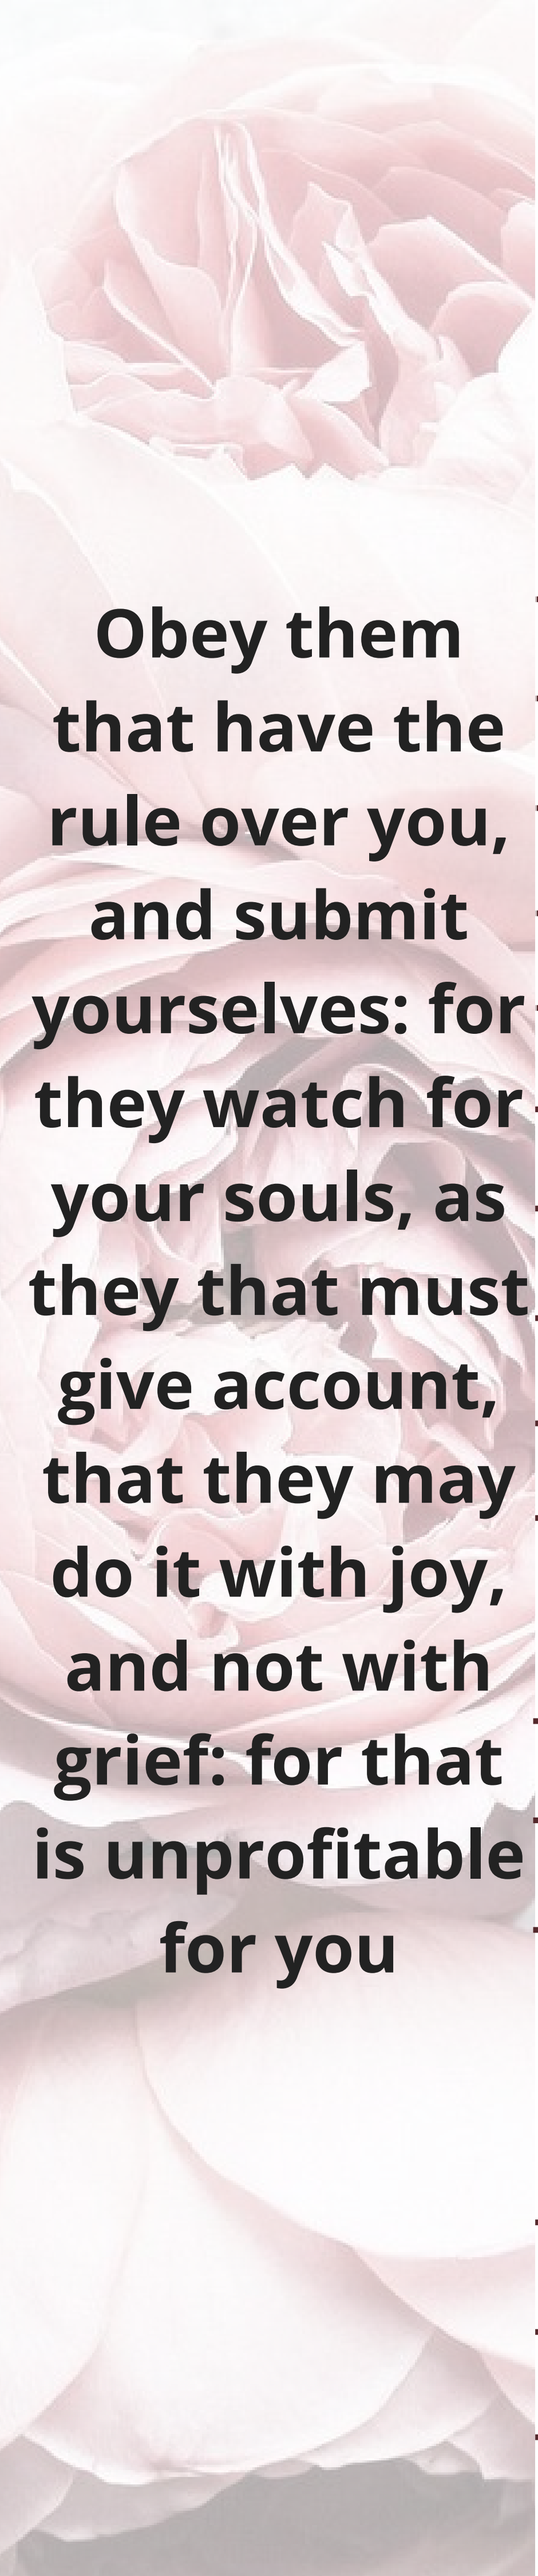 Obey them
that have the
rule over you,
and submit
yourselves: for
they watch for
your souls, as
they that must
give account,
that they may
do it with joy,
and not with
grief: for that
is unprofitable
for you